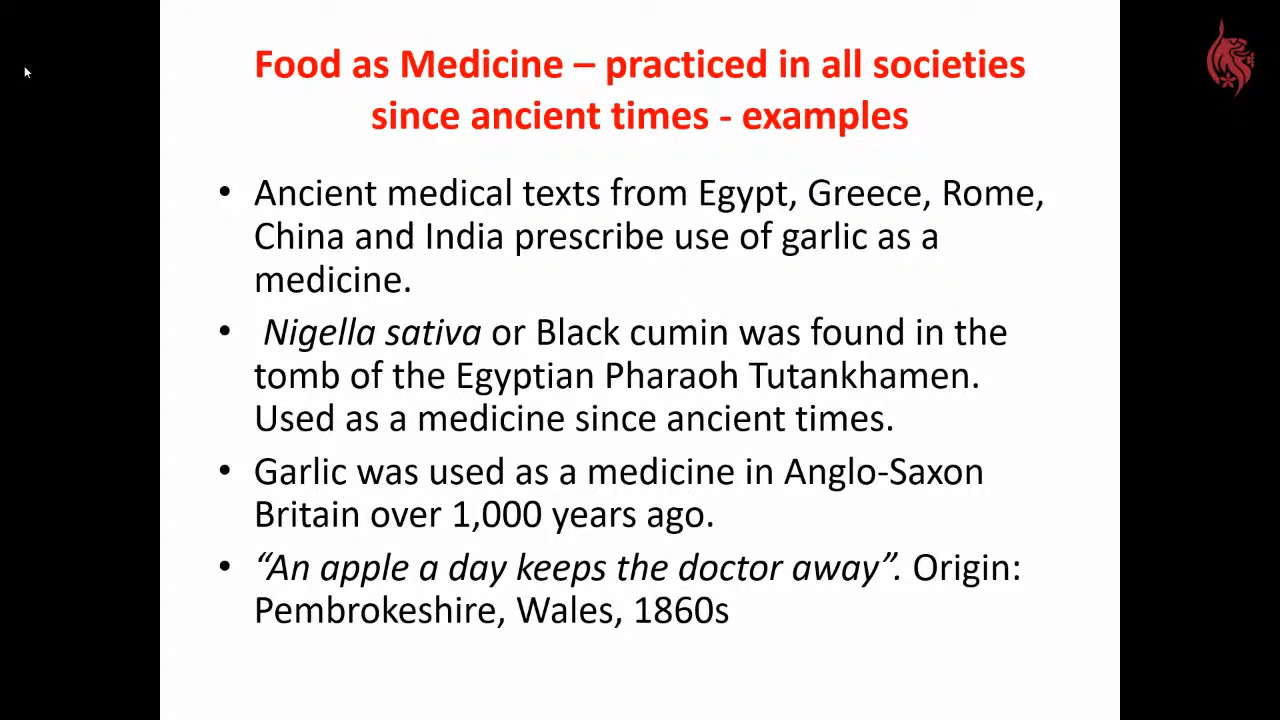 Food as Medicine – practiced in all societies
since ancient times - examples
• Ancient medical texts from Egypt, Greece, Rome,
China and India prescribe use of garlic as a
medicine.
• Nigella sativa or Black cumin was found in the
tomb of the Egyptian Pharaoh Tutankhamen.
Used as a medicine since ancient times.
• Garlic was used as a medicine in Anglo-Saxon
Britain over 1,000 years ago.
• “An apple a day keeps the doctor away”. Origin:
Pembrokeshire, Wales, 1860s